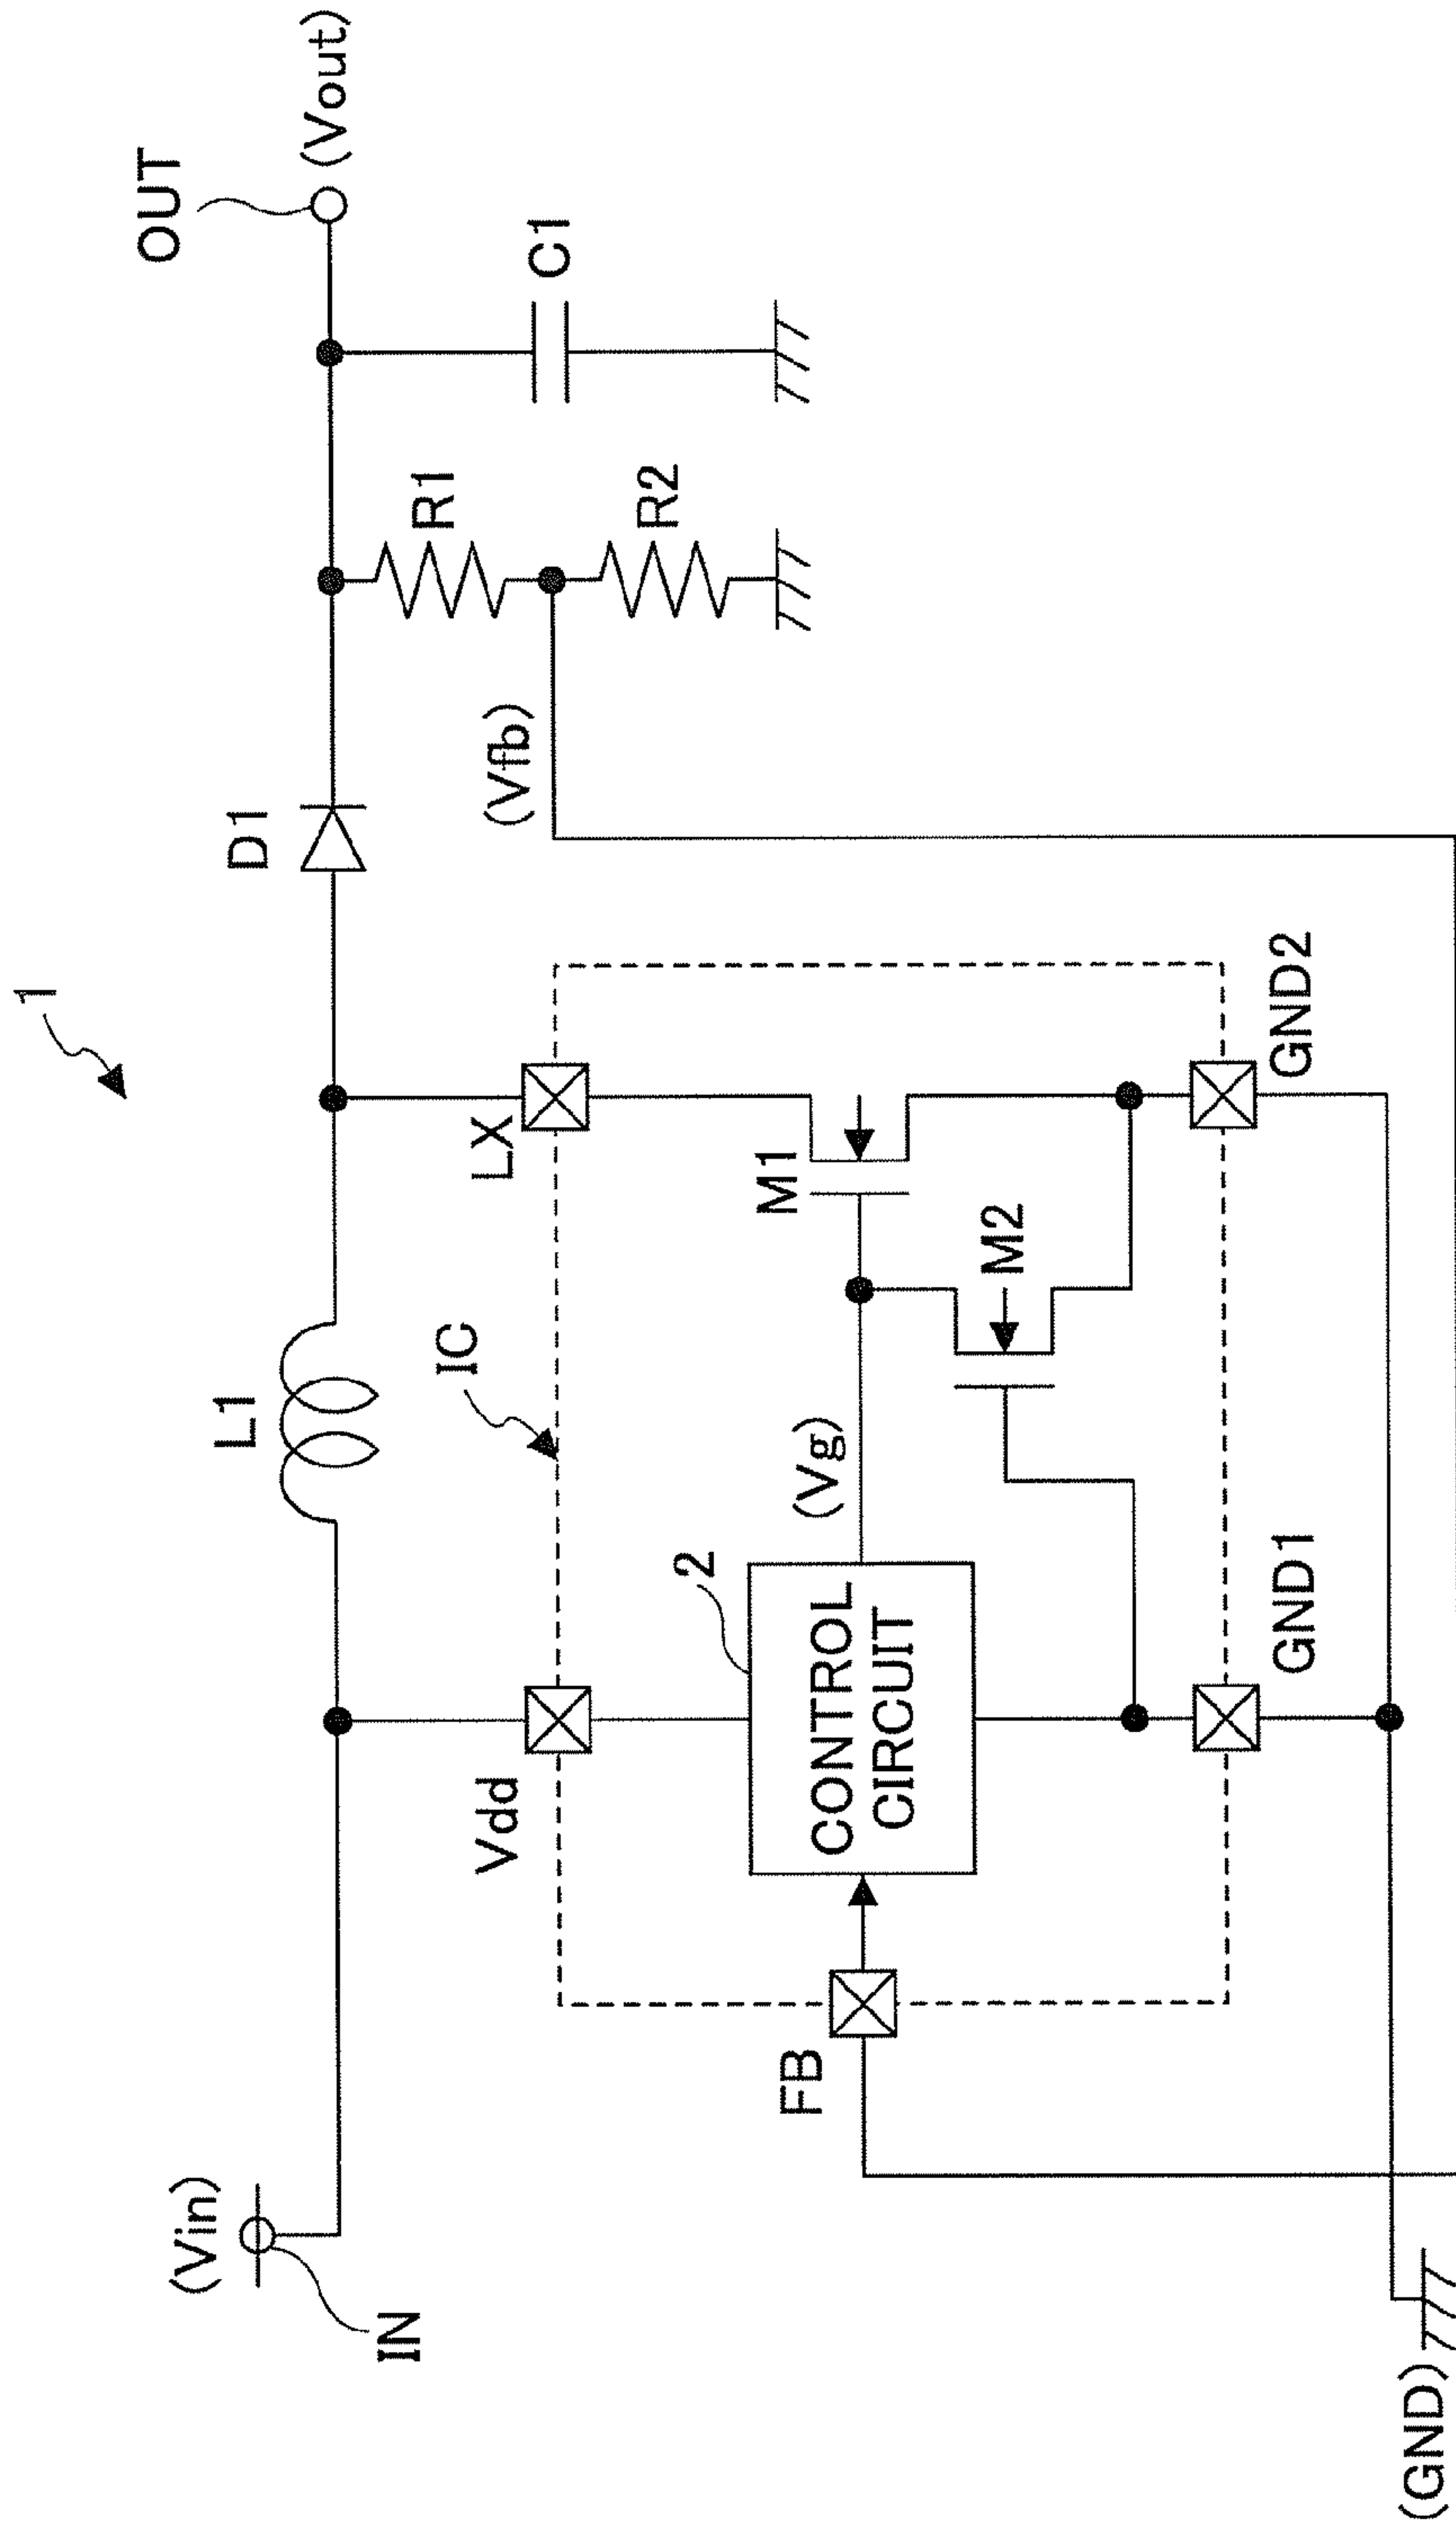 1
(Vin)
IN
L1
D1
OUT
(Vout)
Vdd
IC
LX
(Vfb)
R1
R2
C1
FB
2
CONTROL
CIRCUIT
(Vg)
M1
M2
GND1
GND2
(GND)